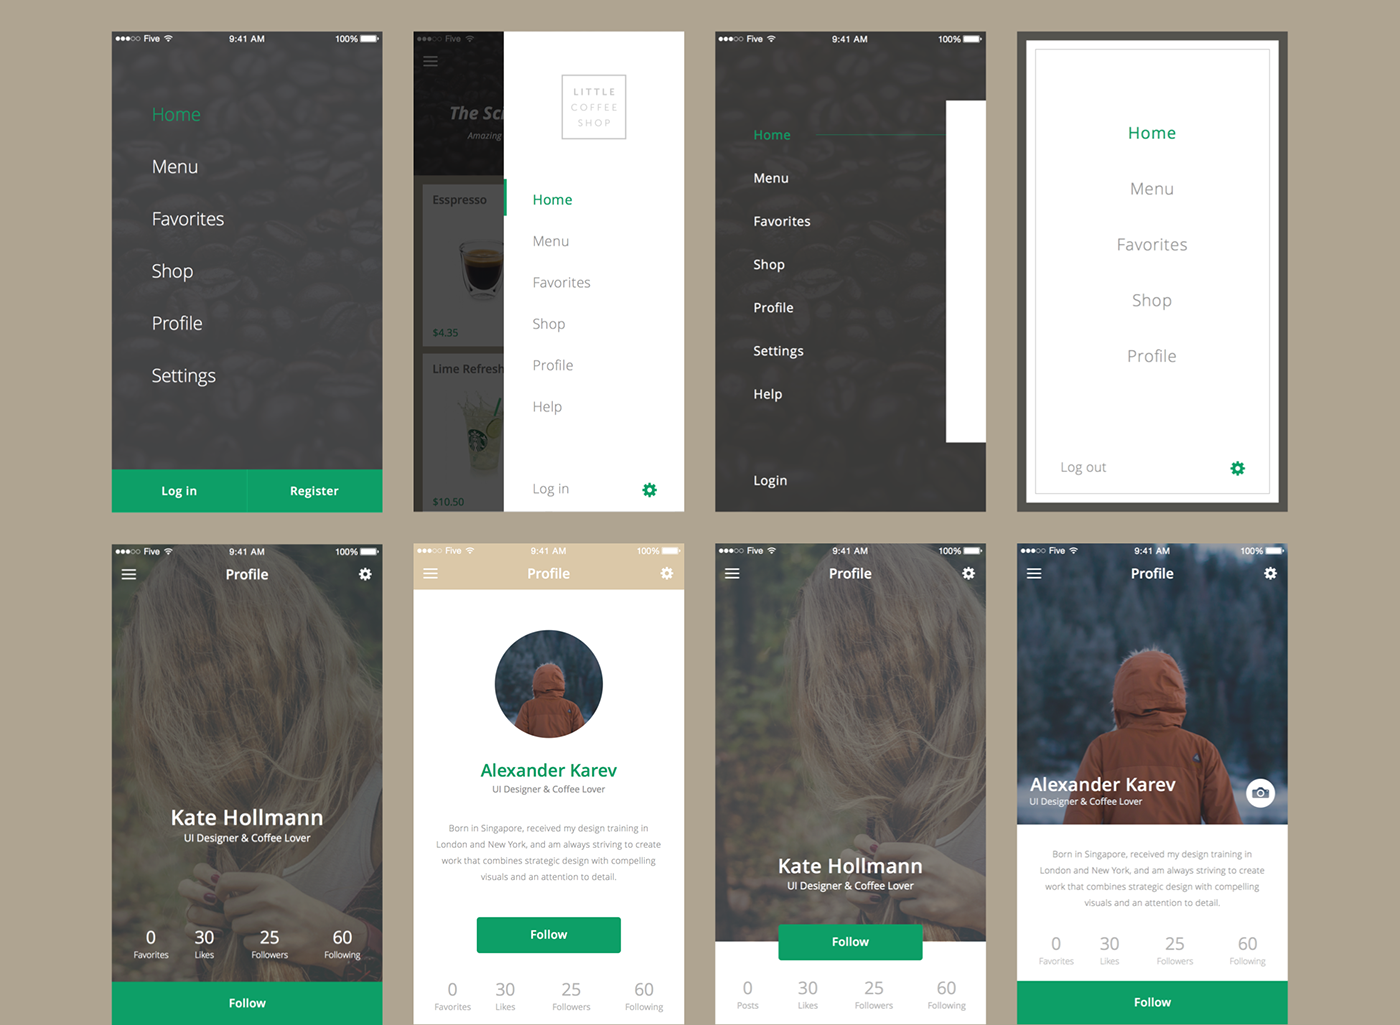 Five 9:41 AM 100%
Home
Menu
Favorites
Shop
Profile
Settings
Log in Register
Five
The Sc
Amazing
Esspresso
$4.35
Lime Refresh
$10.50
LITTLE
COFFEE
SHOP
Home
Menu
Favorites
Shop
Profile
Help
Log in
Five 9:41 AM 100%
Home
Menu
Favorites
Shop
Profile
Settings
Help
Login
Home
Menu
Favorites
Shop
Profile
Log out
Five 9:41 AM 100%
Profile
Kate Hollmann
UI Designer & Coffee Lover
0 30 25 60
Favorites Likes Followers Following
Follow
Five 9:41 AM 100%
Profile
Alexander Karev
UI Designer & Coffee Lover
Born in Singapore, received my design training in
London and New York, and am always striving to create
work that combines strategic design with compelling
visuals and an attention to detail.
Follow
0 30 25 60
Favorites Likes Followers Following
Five 9:41 AM 100%
Profile
Kate Hollmann
UI Designer & Coffee Lover
Follow
0 30 25 60
Posts Likes Followers Following
Five 9:41 AM 100%
Profile
Alexander Karev
UI Designer & Coffee Lover
Born in Singapore, received my design training in
London and New York, and am always striving to create
work that combines strategic design with compelling
visuals and an attention to detail.
0 30 25 60
Favorites Likes Followers Following
Follow